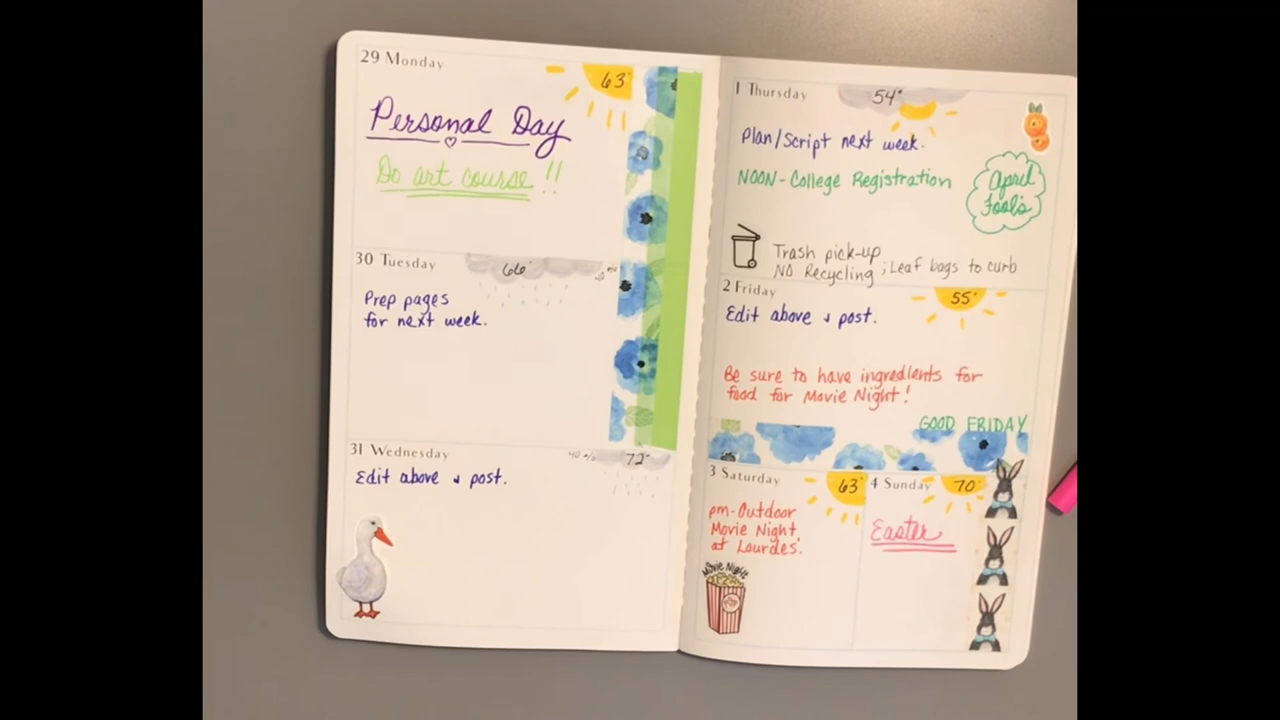 29 Monday
63°
Personal Day
Do art course!!
30 Tuesday
66°
40%
Prep pages
for next week.
31 Wednesday
40%
72°
Edit above & post.
1 Thursday
54°
Plan/Script next week.
NOON-College Registration
April
Fool's
Trash pick-up
NO Recycling; Leaf bags to curb
2 Friday
55°
Edit above & post.
Be sure to have ingredients for
food for Movie Night!
GOOD FRIDAY
3 Saturday
63°
pm-Outdoor
Movie Night
at Lourdes'.
Movie Night
4 Sunday
70°
Easter